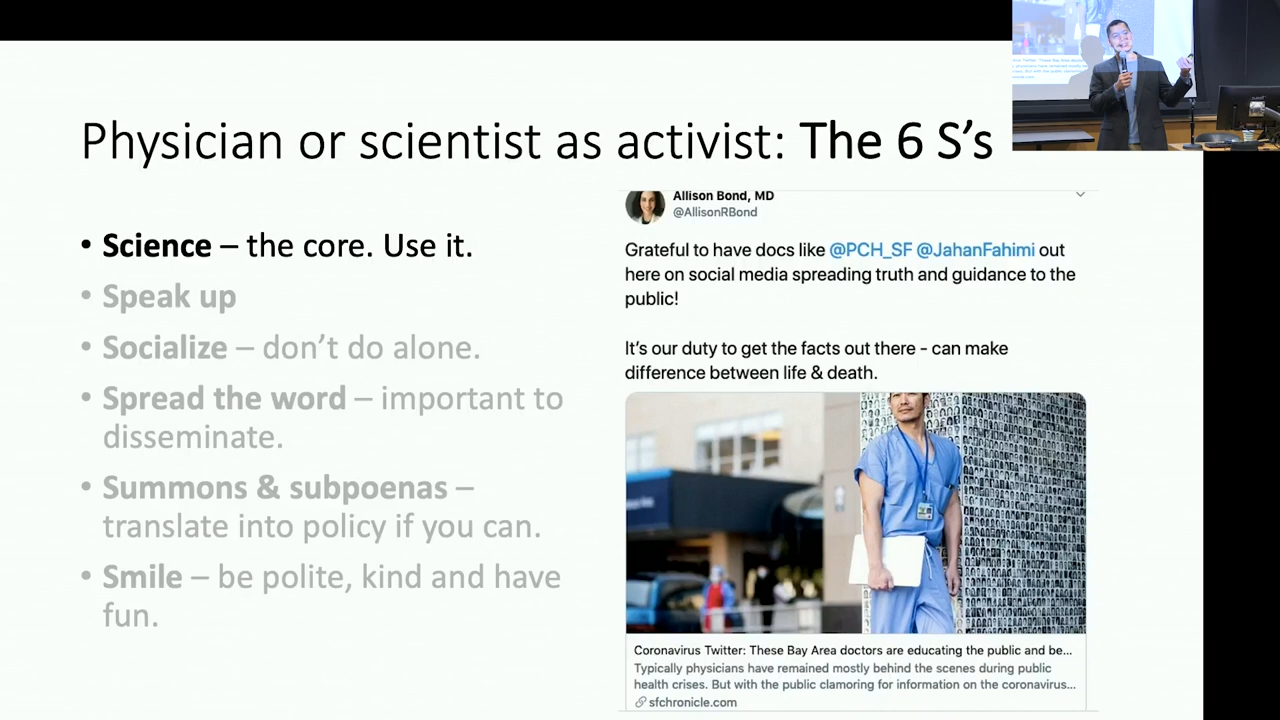 Physician or scientist as activist: The 6 S’s
• Science – the core. Use it.
• Speak up
• Socialize – don’t do alone.
• Spread the word – important to
disseminate.
• Summons & subpoenas –
translate into policy if you can.
• Smile – be polite, kind and have
fun.
Allison Bond, MD
@AllisonRBond
Grateful to have docs like @PCH_SF @JahanFahimi out
here on social media spreading truth and guidance to the
public!
It’s our duty to get the facts out there - can make
difference between life & death.
Coronavirus Twitter: These Bay Area doctors are educating the public and be...
Typically physicians have remained mostly behind the scenes during public
health crises. But with the public clamoring for information on the coronavirus...
sfchronicle.com